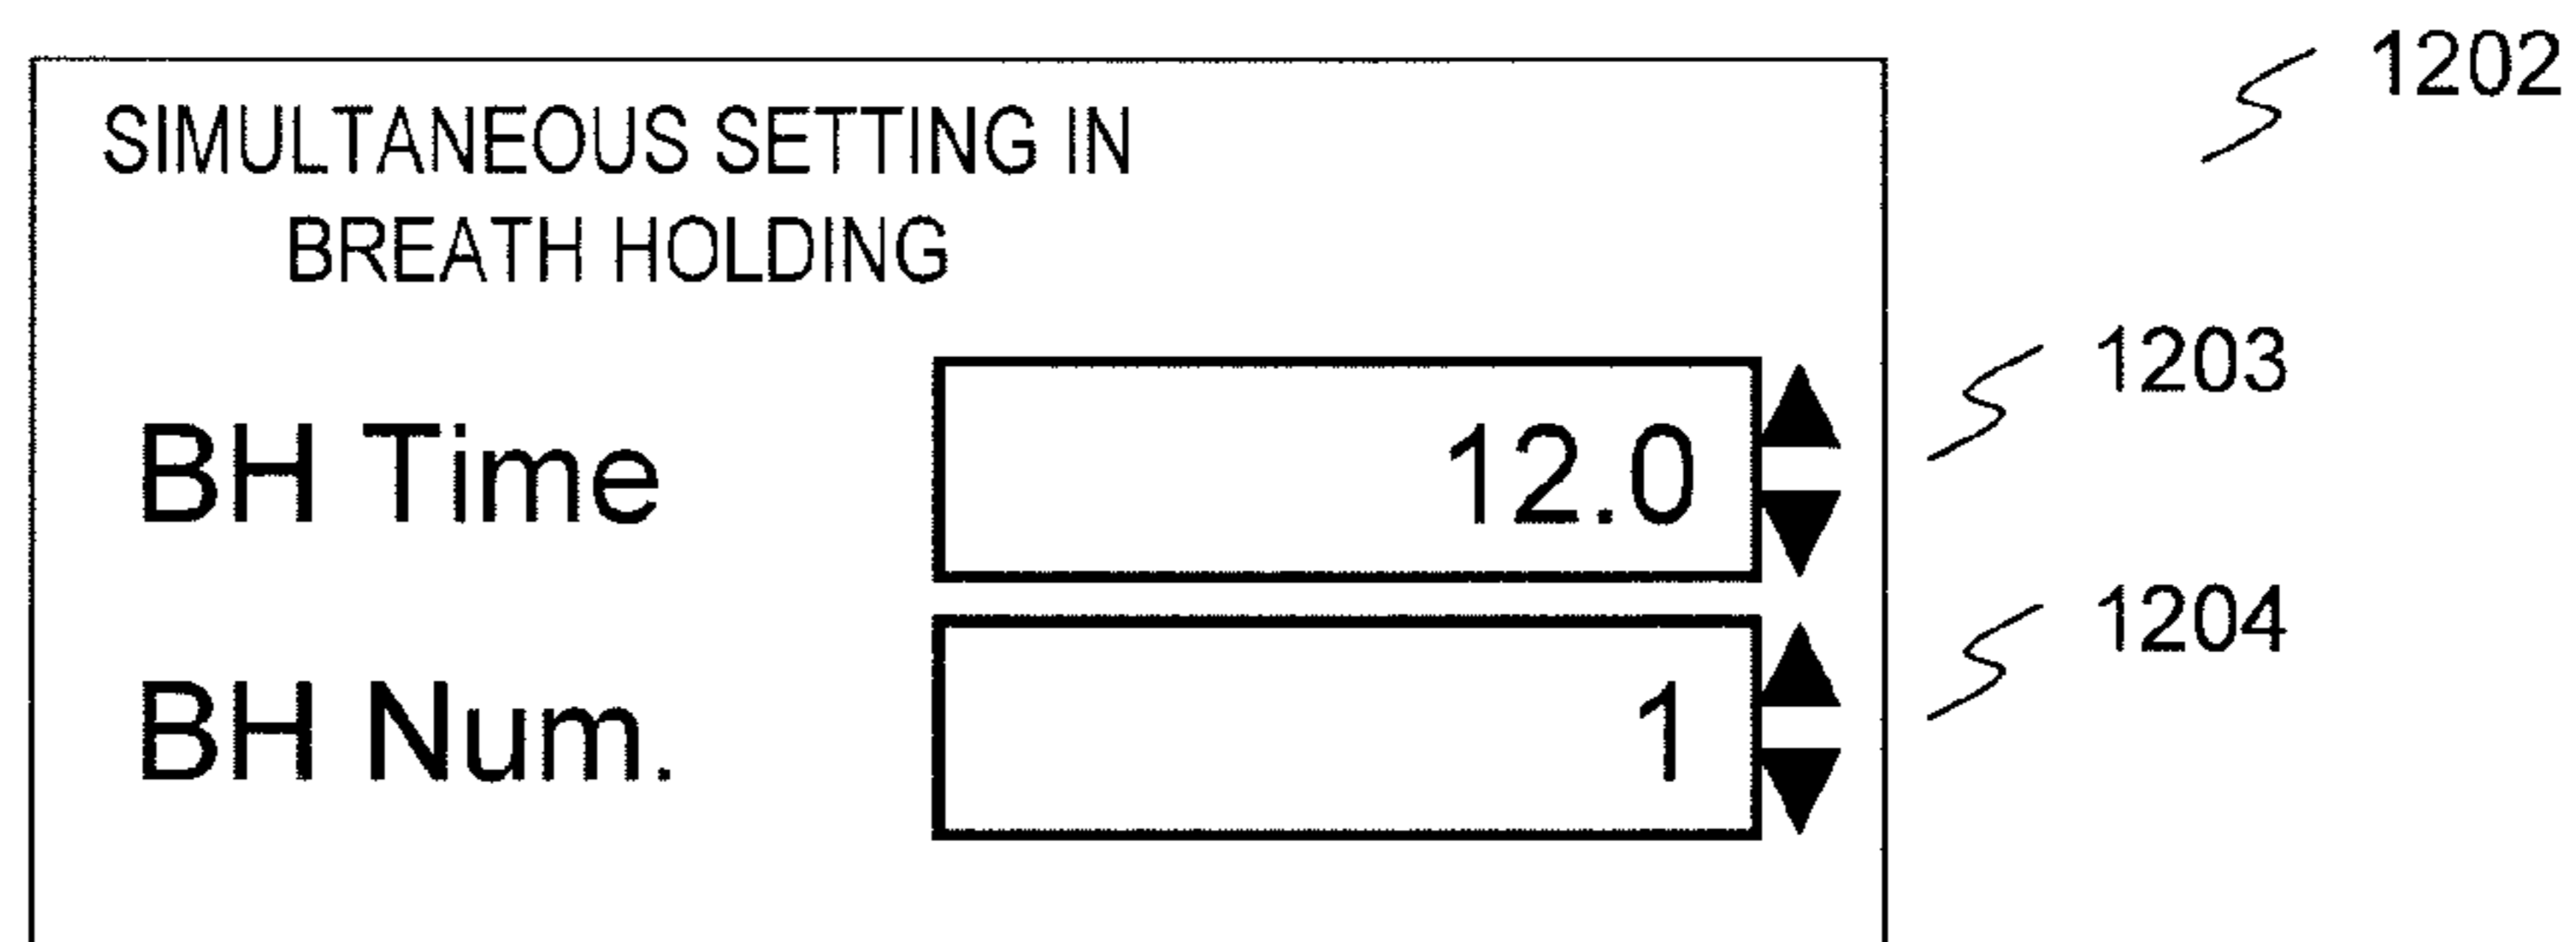 1202
SIMULTANEOUS SETTING IN
BREATH HOLDING
1203
BH Time 12.0
1204
BH Num. 1